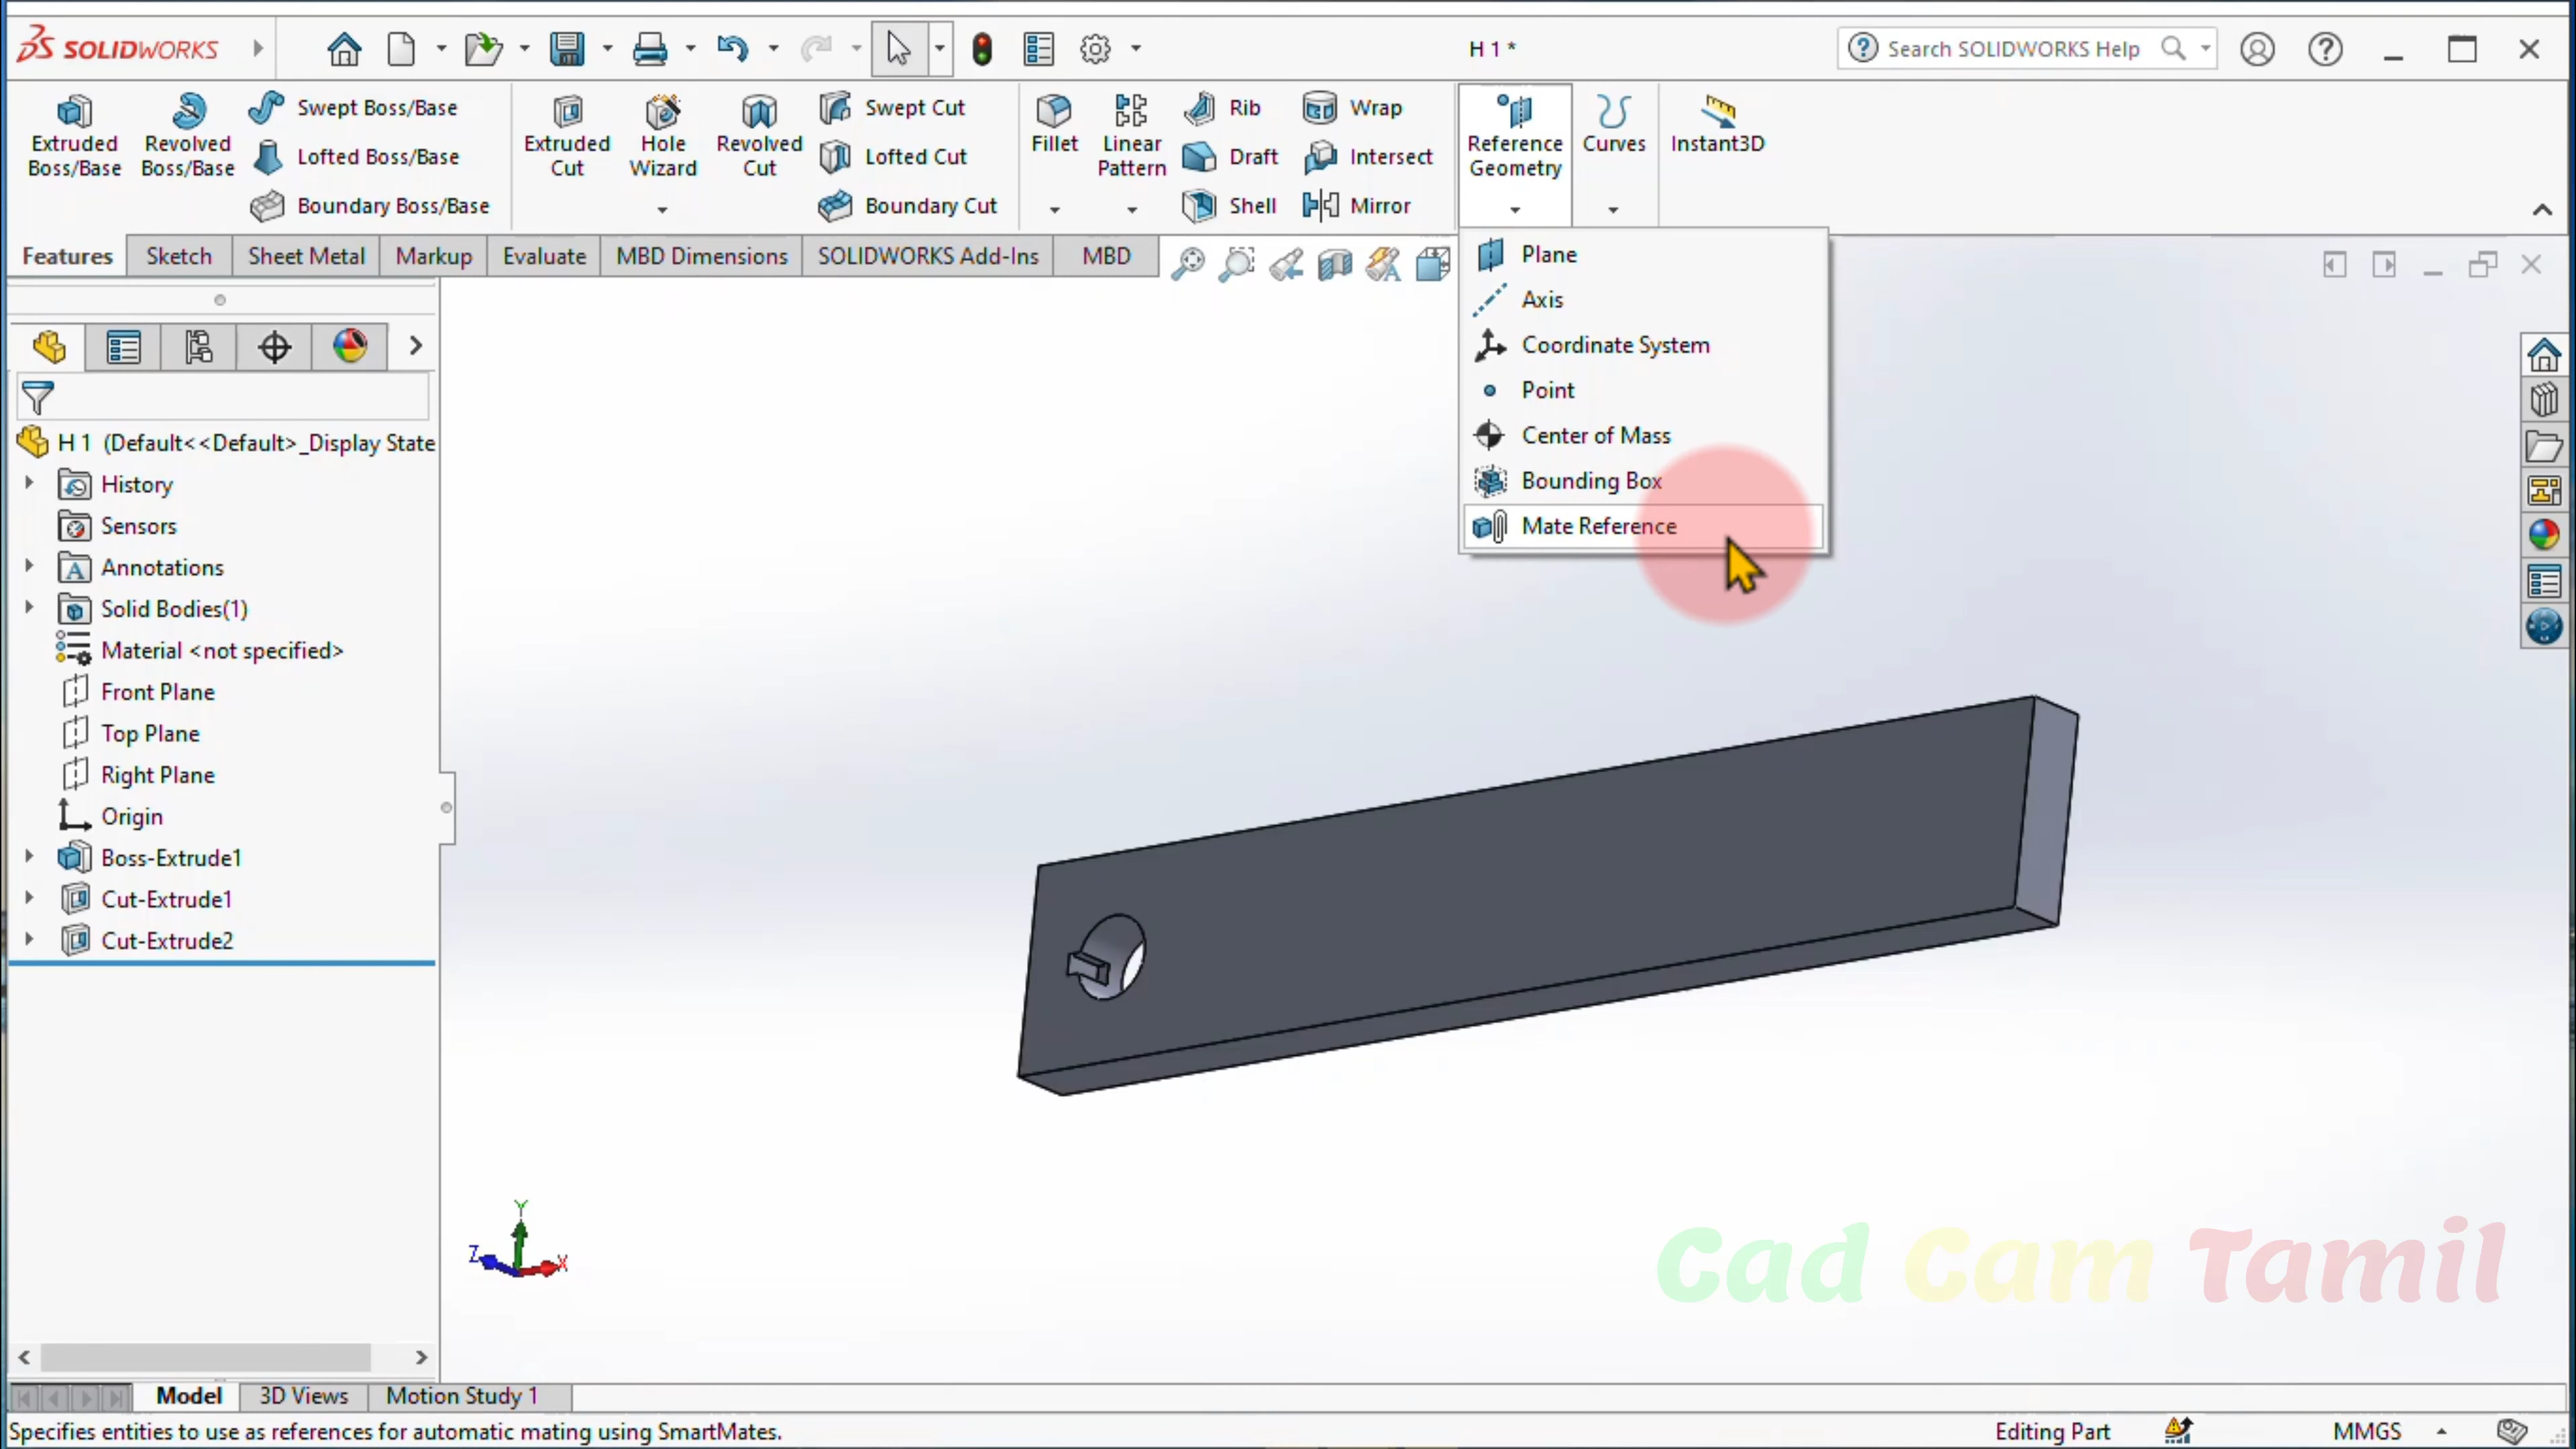 SOLIDWORKS
H 1 *
Search SOLIDWORKS Help
Extruded Boss/Base
Revolved Boss/Base
Swept Boss/Base
Lofted Boss/Base
Boundary Boss/Base
Extruded Cut
Hole Wizard
Revolved Cut
Swept Cut
Lofted Cut
Boundary Cut
Fillet
Linear Pattern
Rib
Draft
Shell
Wrap
Intersect
Mirror
Reference Geometry
Curves
Instant3D
Features
Sketch
Sheet Metal
Markup
Evaluate
MBD Dimensions
SOLIDWORKS Add-Ins
MBD
Plane
Axis
Coordinate System
Point
Center of Mass
Bounding Box
Mate Reference
H 1 (Default<<Default>_Display State
History
Sensors
Annotations
Solid Bodies(1)
Material <not specified>
Front Plane
Top Plane
Right Plane
Origin
Boss-Extrude1
Cut-Extrude1
Cut-Extrude2
Y
Z
X
Cad Cam Tamil
Model
3D Views
Motion Study 1
Specifies entities to use as references for automatic mating using SmartMates.
Editing Part
MMGS